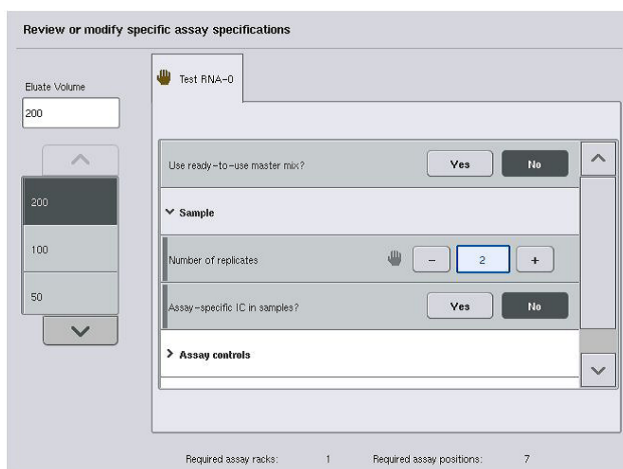 Review or modify specific assay specifications
Eluate Volume
200
200
100
50
Test RNA-0
Use ready-to-use master mix?
Yes
No
Sample
Number of replicates
-
2
+
Assay-specific IC in samples?
Yes
No
Assay controls
Required assay racks: 1
Required assay positions: 7